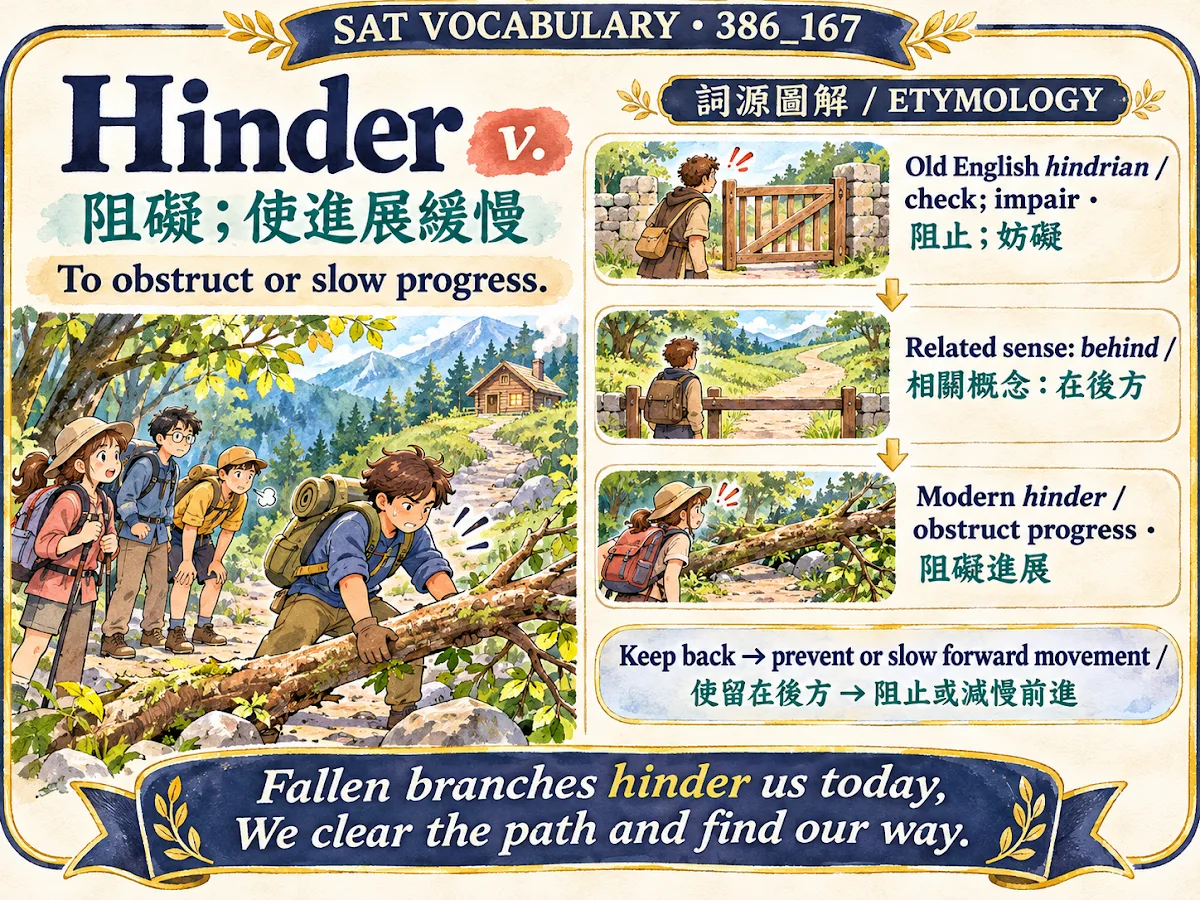 SAT VOCABULARY • 386_167
Hinder v.
阻礙；使進展緩慢
To obstruct or slow progress.
詞源圖解 / ETYMOLOGY
Old English hindrian /
check; impair •
阻止；妨礙
Related sense: behind /
相關概念：在後方
Modern hinder /
obstruct progress •
阻礙進展
Keep back → prevent or slow forward movement /
使留在後方 → 阻止或減慢前進
Fallen branches hinder us today,
We clear the path and find our way.